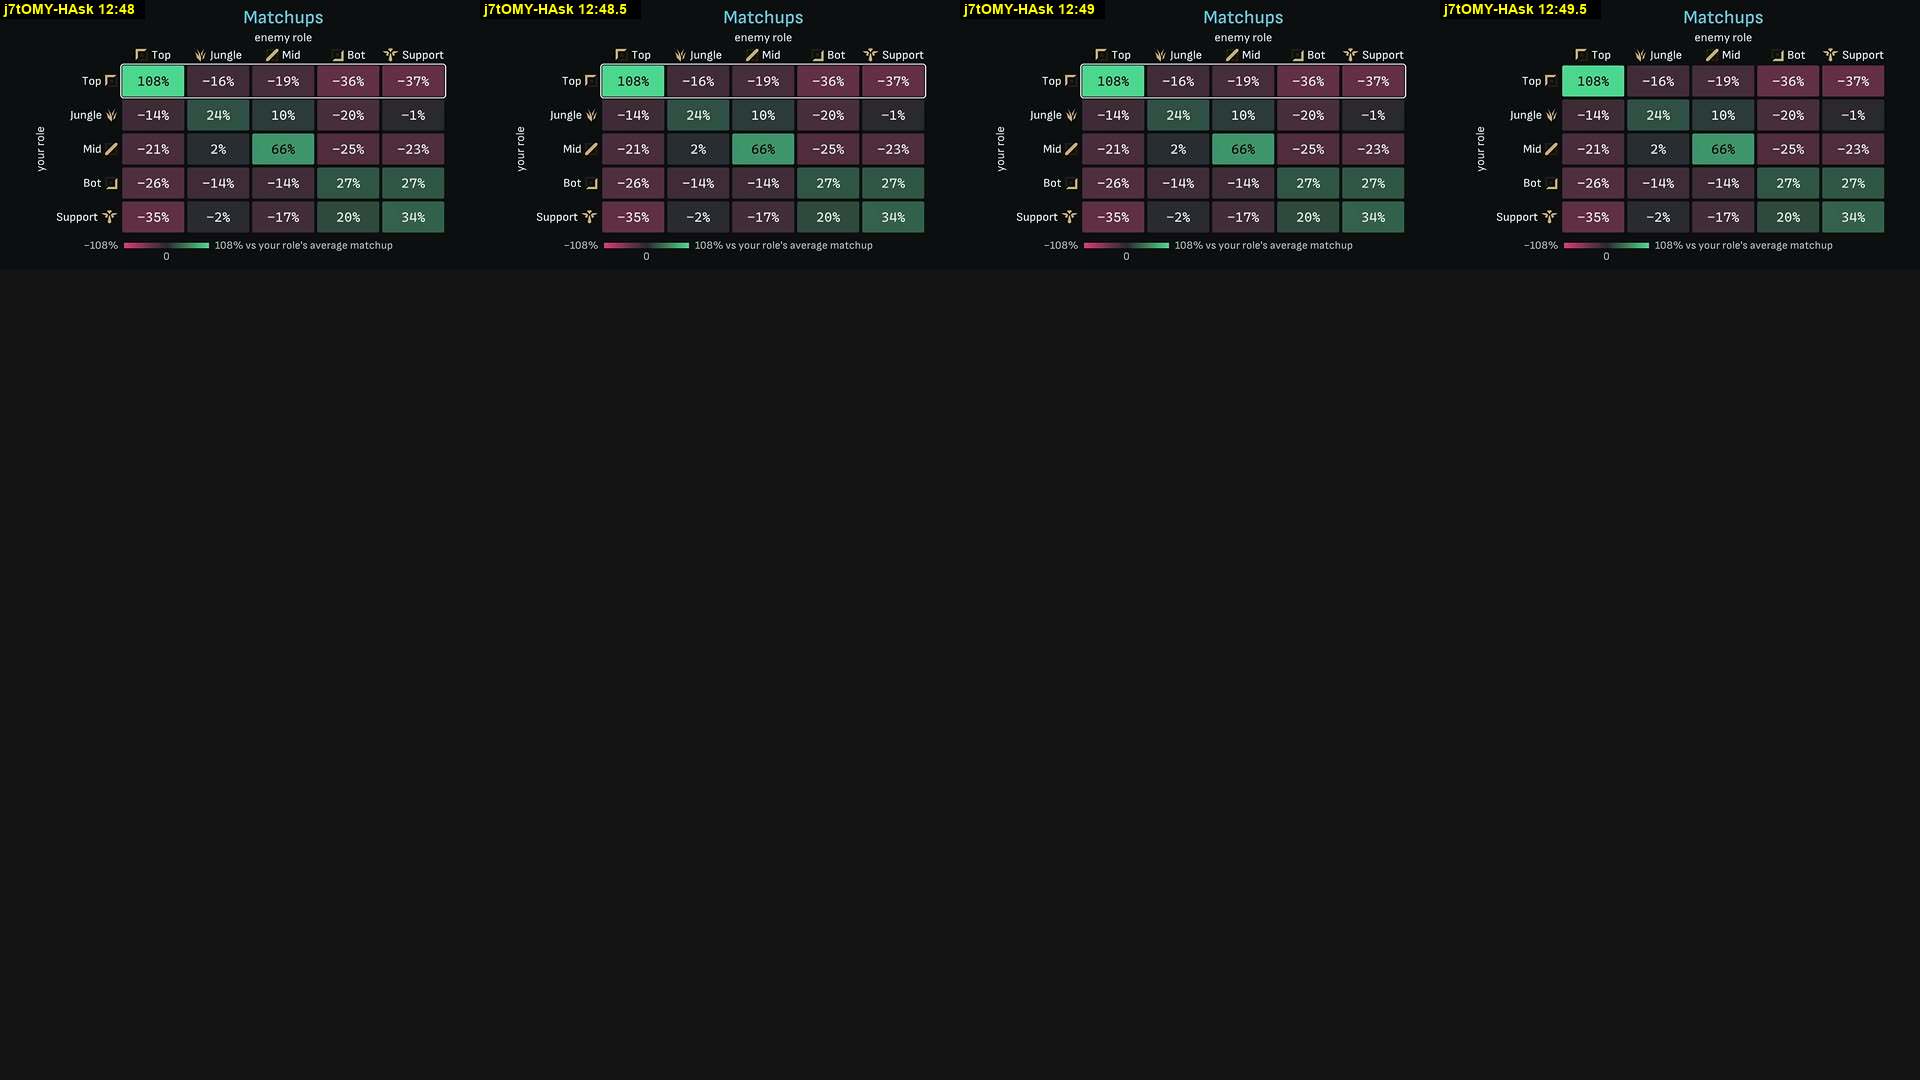 j7tOMY-HAsk 12:48
Matchups
enemy role
Top Jungle Mid Bot Support
your role
Top 108% -16% -19% -36% -37%
Jungle -14% 24% 10% -20% -1%
Mid -21% 2% 66% -25% -23%
Bot -26% -14% -14% 27% 27%
Support -35% -2% -17% 20% 34%
-108% 108% vs your role's average matchup
0
j7tOMY-HAsk 12:48.5
Matchups
enemy role
Top Jungle Mid Bot Support
your role
Top 108% -16% -19% -36% -37%
Jungle -14% 24% 10% -20% -1%
Mid -21% 2% 66% -25% -23%
Bot -26% -14% -14% 27% 27%
Support -35% -2% -17% 20% 34%
-108% 108% vs your role's average matchup
0
j7tOMY-HAsk 12:49
Matchups
enemy role
Top Jungle Mid Bot Support
your role
Top 108% -16% -19% -36% -37%
Jungle -14% 24% 10% -20% -1%
Mid -21% 2% 66% -25% -23%
Bot -26% -14% -14% 27% 27%
Support -35% -2% -17% 20% 34%
-108% 108% vs your role's average matchup
0
j7tOMY-HAsk 12:49.5
Matchups
enemy role
Top Jungle Mid Bot Support
your role
Top 108% -16% -19% -36% -37%
Jungle -14% 24% 10% -20% -1%
Mid -21% 2% 66% -25% -23%
Bot -26% -14% -14% 27% 27%
Support -35% -2% -17% 20% 34%
-108% 108% vs your role's average matchup
0